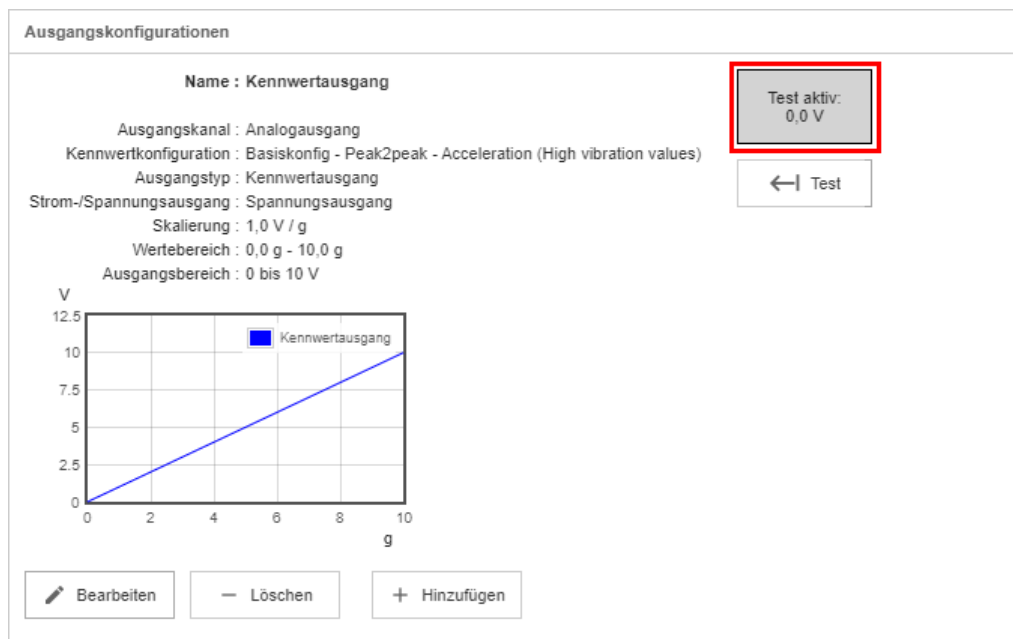 Ausgangskonfigurationen
Name : Kennwertausgang
Test aktiv:
0,0 V
Ausgangskanal : Analogausgang
Kennwertkonfiguration : Basiskonfig - Peak2peak - Acceleration (High vibration values)
Ausgangstyp : Kennwertausgang
Test
Strom-/Spannungsausgang : Spannungsausgang
Skalierung : 1,0 V / g
Wertebereich : 0,0 g - 10,0 g
Ausgangsbereich : 0 bis 10 V
V
12.5
Kennwertausgang
10
7.5
5
2.5
0
0 2 4 6 8 10
g
Bearbeiten
Löschen
Hinzufügen